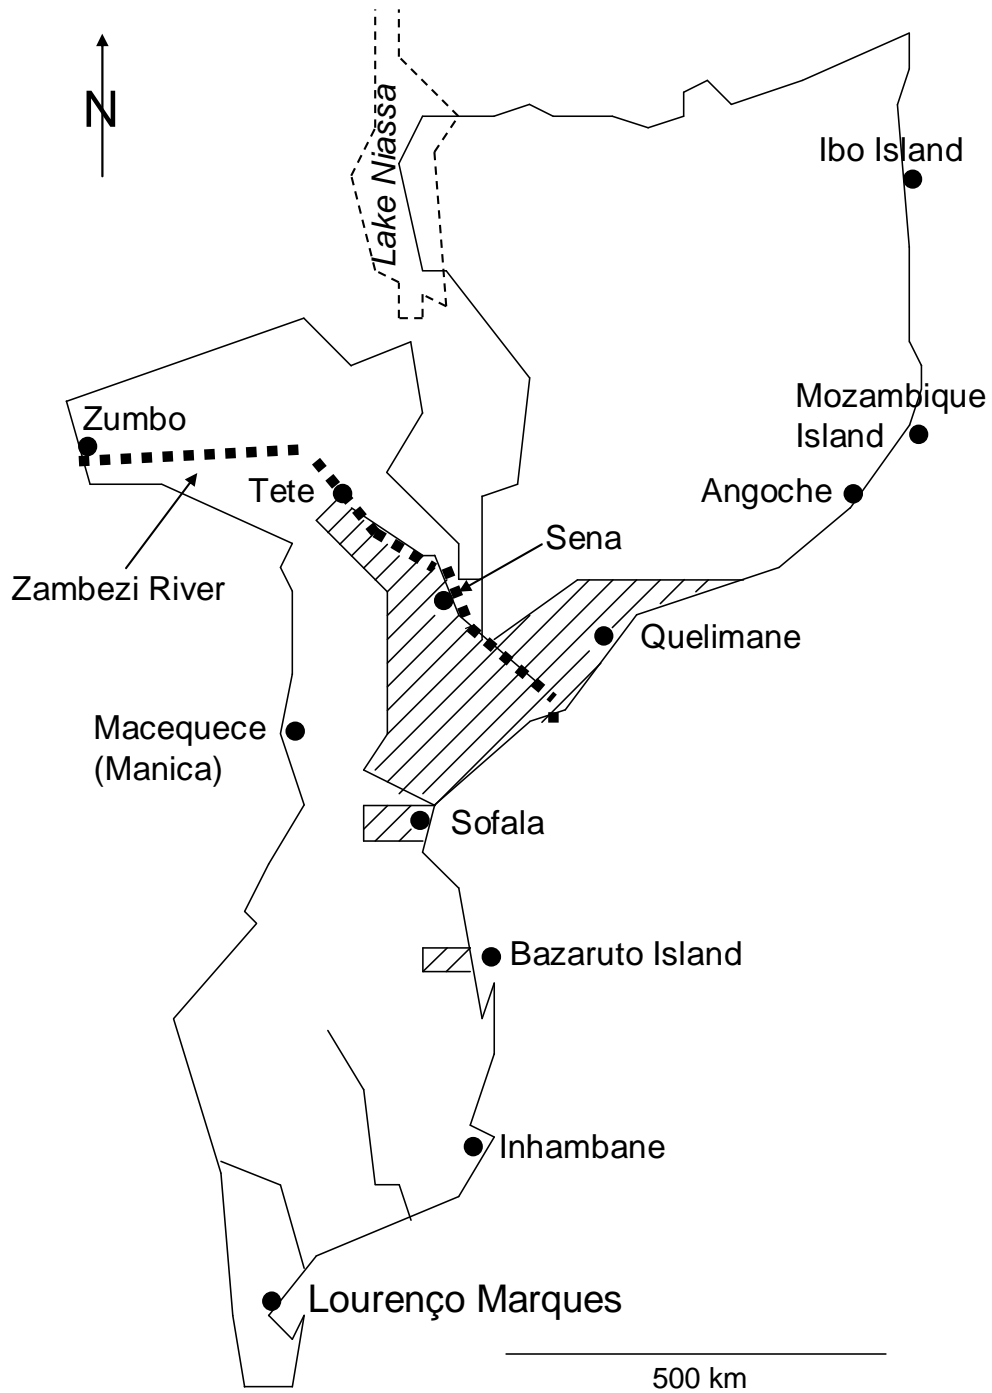 N
Lake Niassa
Ibo Island
Mozambique
Island
Zumbo
Tete
Angoche
Sena
Zambezi River
Quelimane
Macequece
(Manica)
Sofala
Bazaruto Island
Inhambane
Lourenço Marques
500 km